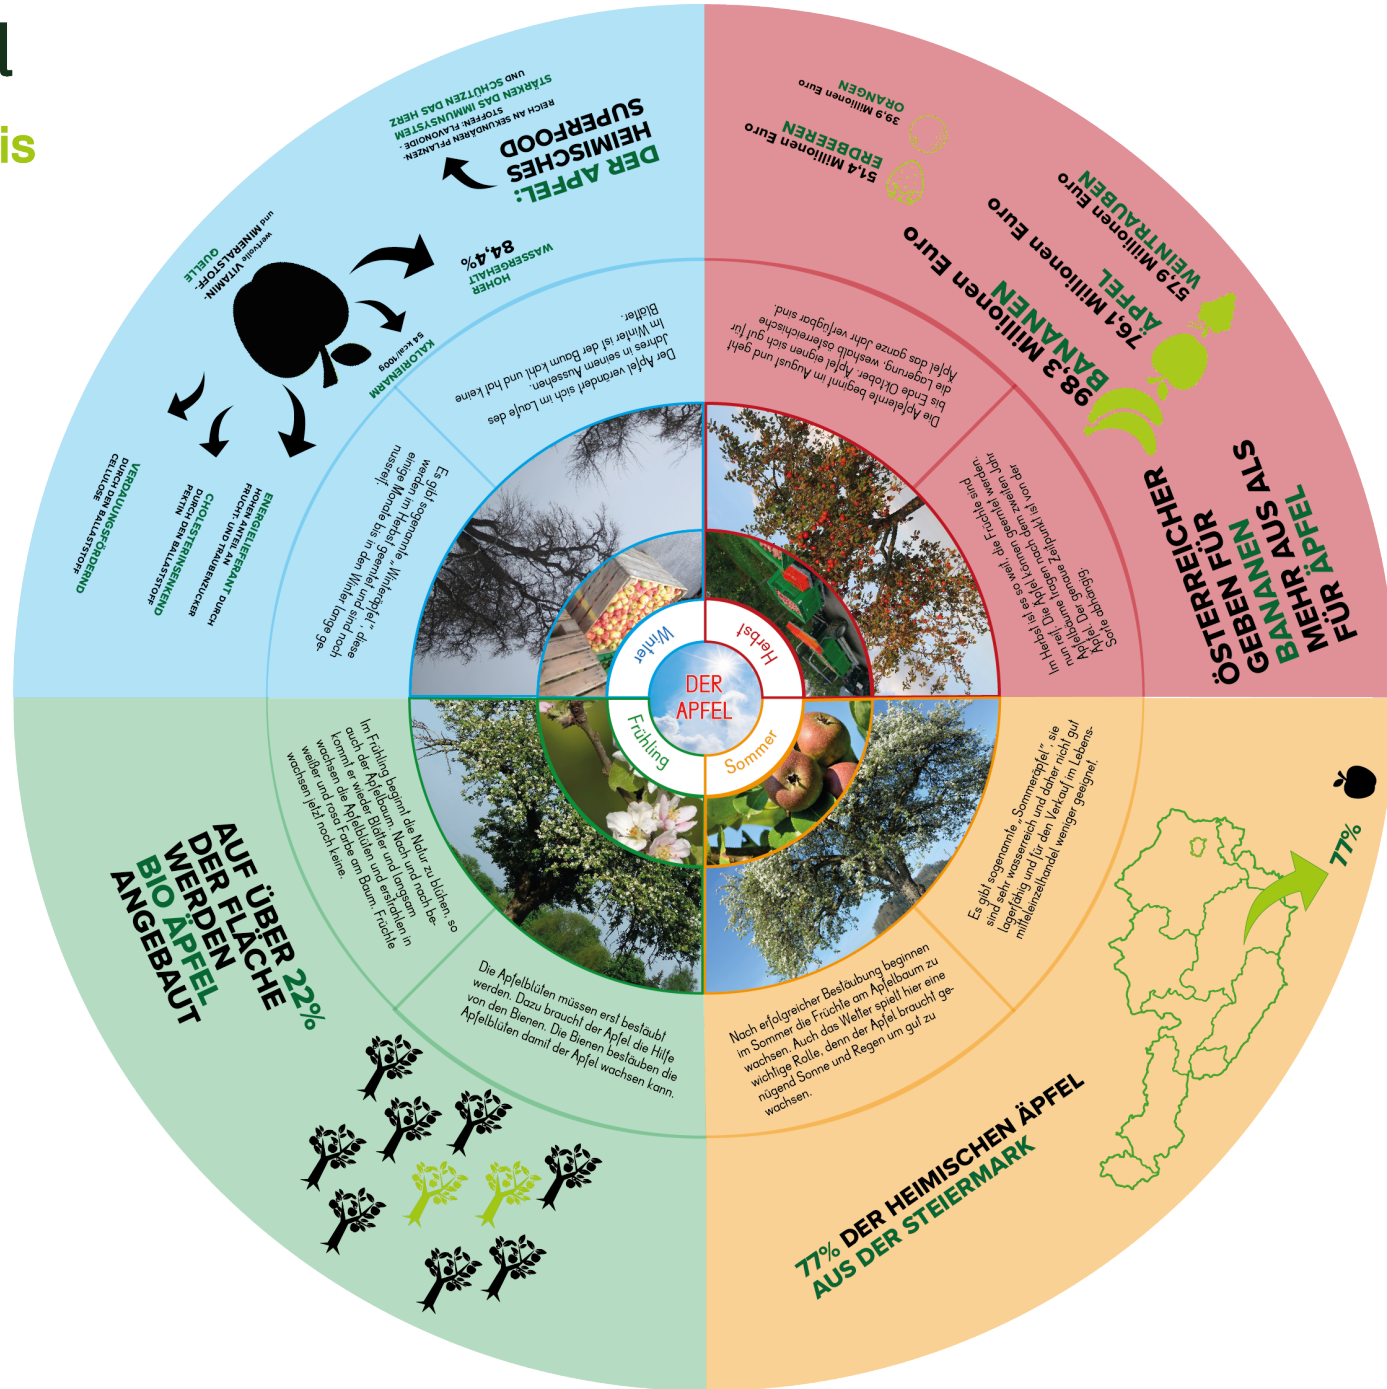 l
is
DER
APFEL
Frühling
Sommer
Herbst
Winter
Im Frühling beginnt die Natur zu blühen, so
auch der Apfelbaum. Nach und nach be-
kommt er wieder Blätter und langsam
wachsen die Apfelblüten und erstrahlen in
weißer und rosa Farbe am Baum. Früchte
wachsen jetzt noch keine.
Die Apfelblüten müssen erst bestäubt
werden. Dazu braucht der Apfel die Hilfe
von den Bienen. Die Bienen bestäuben die
Apfelblüten damit der Apfel wachsen kann.
AUF ÜBER 22%
DER FLÄCHE
WERDEN
BIO ÄPFEL
ANGEBAUT
Nach erfolgreicher Bestäubung beginnen
im Sommer die Früchte am Apfelbaum zu
wachsen. Auch das Wetter spielt hier eine
wichtige Rolle, denn der Apfel braucht ge-
nügend Sonne und Regen um gut zu
wachsen.
Es gibt sogenannte „Sommeräpfel“, sie
sind sehr wasserreich und daher nicht gut
lagerfähig und für den Verkauf im Lebens-
mitteleinzelhandel weniger geeignet.
77% DER HEIMISCHEN ÄPFEL
AUS DER STEIERMARK
77%
Im Herbst ist es so weit, die Früchte sind
nun reif. Die Äpfel können geerntet werden.
Apfelbäume tragen nach dem zweiten Jahr
Äpfel. Der genaue Zeitpunkt ist von der
Sorte abhängig.
Die Apfelernte beginnt im August und geht
bis Ende Oktober. Äpfel eignen sich gut für
die Lagerung, weshalb österreichische
Äpfel das ganze Jahr verfügbar sind.
ÖSTERREICHER
GEBEN FÜR
BANANEN
MEHR AUS ALS
FÜR ÄPFEL
98,3 Millionen Euro
BANANEN
76,1 Millionen Euro
ÄPFEL
57,9 Millionen Euro
WEINTRAUBEN
51,4 Millionen Euro
ERDBEEREN
39,9 Millionen Euro
ORANGEN
Der Apfel verändert sich im Laufe des
Jahres in seinem Aussehen.
Im Winter ist der Baum kahl und hat keine
Blätter.
Es gibt sogenannte „Winteräpfel“, diese
werden im Herbst geerntet und sind noch
einige Monate bis in den Winter lange ge-
nussreif.
DER APFEL:
HEIMISCHES
SUPERFOOD
REICH AN SEKUNDÄREN PFLANZEN-
STOFFEN: FLAVONOIDE -
STÄRKEN DAS IMMUNSYSTEM
UND SCHÜTZEN DAS HERZ
HOHER
WASSERGEHALT
84,4%
KALORIENARM
54 kcal/100g
wertvolle VITAMIN-
und MINERALSTOFF-
QUELLE
ENERGIELIEFERANT DURCH
HOHEN ANTEIL AN
FRUCHT- UND TRAUBENZUCKER
CHOLESTERINSENKEND
DURCH DEN BALLASTSTOFF
PEKTIN
VERDAUUNGSFÖRDERND
DURCH DEN BALLASTSTOFF
CELLULOSE